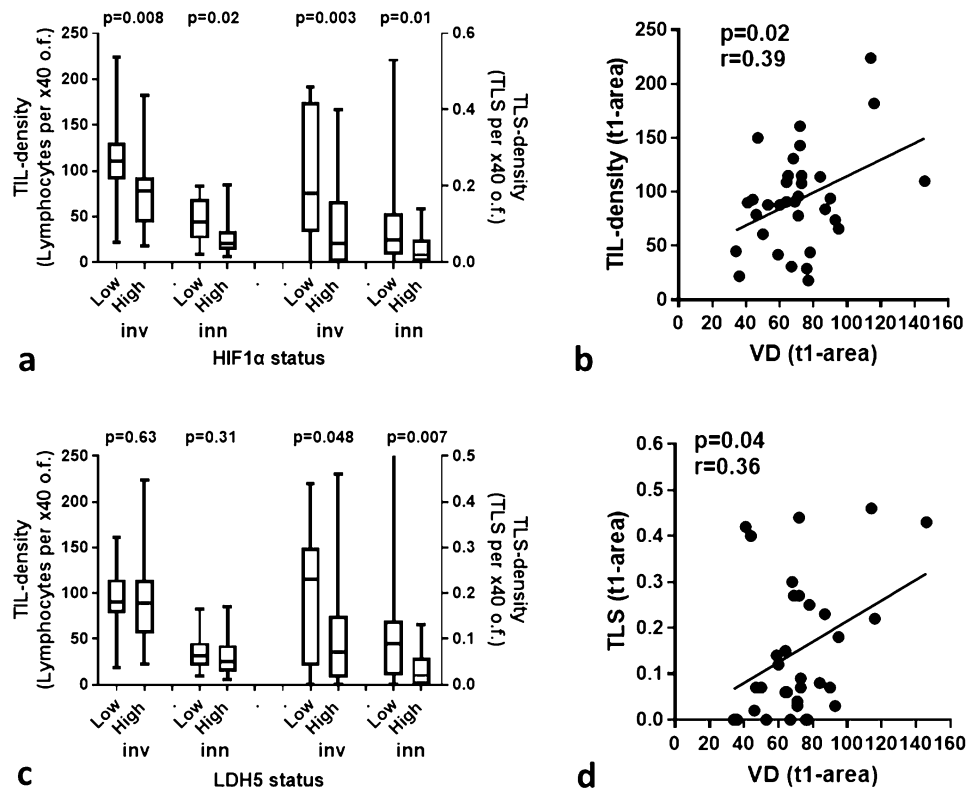 p=0.008 p=0.02 p=0.003 p=0.01
TIL-density
(Lymphocytes per x40 o.f.)
250
200
150
100
50
0
0.6
0.4
0.2
0.0
TLS-density
(TLS per x40 o.f.)
Low High Low High Low High Low High
inv inn inv inn
HIF1α status
a
p=0.02
r=0.39
TIL-density (t1-area)
250
200
150
100
50
0
0 20 40 60 80 100 120 140 160
VD (t1-area)
b
p=0.63 p=0.31 p=0.048 p=0.007
TIL-density
(Lymphocytes per x40 o.f.)
250
200
150
100
50
0
0.5
0.4
0.3
0.2
0.1
0.0
TLS-density
(TLS per x40 o.f.)
Low High Low High Low High Low High
inv inn inv inn
LDH5 status
c
p=0.04
r=0.36
TLS (t1-area)
0.6
0.5
0.4
0.3
0.2
0.1
0.0
0 20 40 60 80 100 120 140 160
VD (t1-area)
d